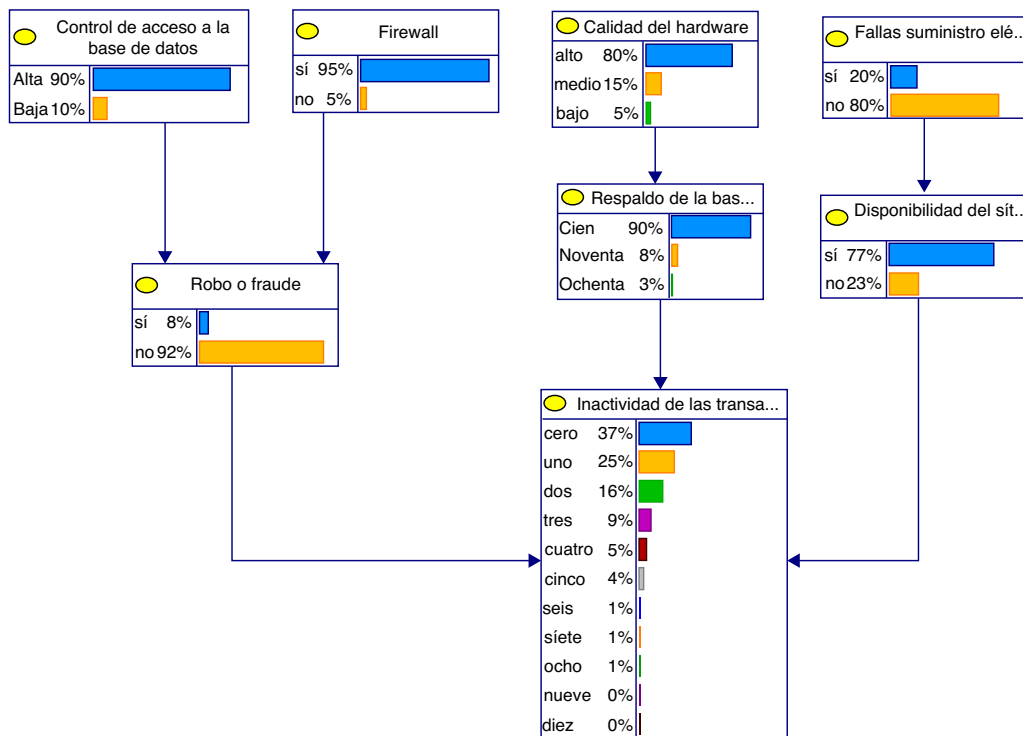 Control de acceso a la
base de datos
Alta 90%
Baja 10%
Firewall
sí 95%
no 5%
Calidad del hardware
alto 80%
medio 15%
bajo 5%
Fallas suministro elé...
sí 20%
no 80%
Robo o fraude
sí 8%
no 92%
Respaldo de la bas...
Cien 90%
Noventa 8%
Ochenta 3%
Disponibilidad del sít...
sí 77%
no 23%
Inactividad de las transa...
cero 37%
uno 25%
dos 16%
tres 9%
cuatro 5%
cinco 4%
seis 1%
síete 1%
ocho 1%
nueve 0%
diez 0%